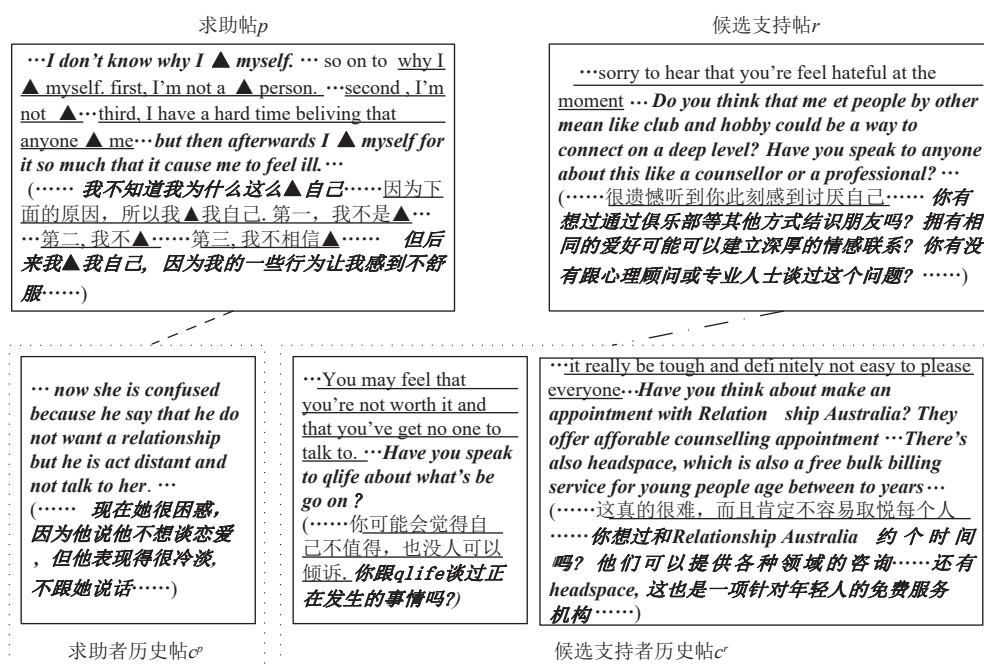 求助帖p
···I don't know why I ▲ myself. ··· so on to why I
▲ myself. first, I'm not a ▲ person. ···second , I'm
not ▲···third, I have a hard time beliving that
anyone ▲ me···but then afterwards I ▲ myself for
it so much that it cause me to feel ill. ···
(······ 我不知道我为什么这么▲自己······因为下
面的原因，所以我▲我自己. 第一，我不是▲···
···第二, 我不▲······第三, 我不相信▲······ 但后
来我▲我自己, 因为我的一些行为让我感到不舒
服······)
候选支持帖r
···sorry to hear that you're feel hateful at the
moment ··· Do you think that me et people by other
mean like club and hobby could be a way to
connect on a deep level? Have you speak to anyone
about this like a counsellor or a professional? ···
(······很遗憾听到你此刻感到讨厌自己······ 你有
想过通过俱乐部等其他方式结识朋友吗？拥有相
同的爱好可能可以建立深厚的情感联系？你有没
有跟心理顾问或专业人士谈过这个问题？······)
··· now she is confused
because he say that he do
not want a relationship
but he is act distant and
not talk to her. ···
(······ 现在她很困惑,
因为他说他不想谈恋爱
, 但他表现得很冷淡,
不跟她说话······)
求助者历史帖cᵖ
···You may feel that
you're not worth it and
that you've get no one to
talk to. ···Have you speak
to qlife about what's be
go on ?
(······你可能会觉得自
己不值得，也没人可以
倾诉. 你跟qlife谈过正
在发生的事情吗?)
···it really be tough and defi nitely not easy to please
everyone···Have you think about make an
appointment with Relation ship Australia? They
offer afforable counselling appointment ···There's
also headspace, which is also a free bulk billing
service for young people age between to years···
(······这真的很难，而且肯定不容易取悦每个人
······你想过和Relationship Australia 约个时间
吗？他们可以提供各种领域的咨询······还有
headspace, 这也是一项针对年轻人的免费服务
机构······)
候选支持者历史帖cʳ